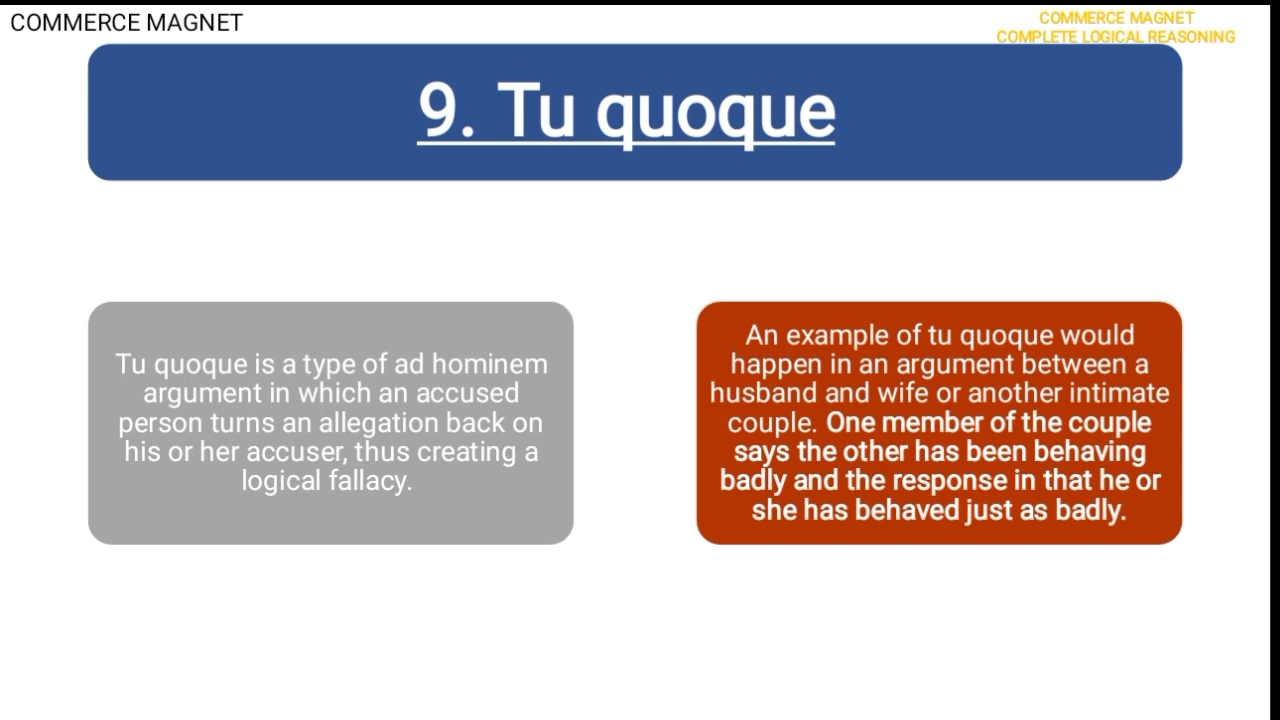 COMMERCE MAGNET
COMMERCE MAGNET
COMPLETE LOGICAL REASONING
9. Tu quoque
Tu quoque is a type of ad hominem
argument in which an accused
person turns an allegation back on
his or her accuser, thus creating a
logical fallacy.
An example of tu quoque would
happen in an argument between a
husband and wife or another intimate
couple. One member of the couple
says the other has been behaving
badly and the response in that he or
she has behaved just as badly.